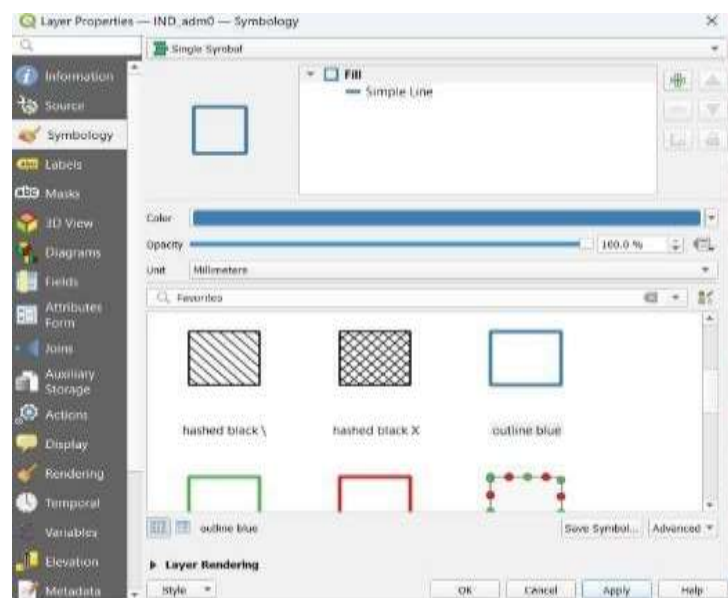 Layer Properties — IND_adm0 — Symbology
Single Symbol
Information
Source
Symbology
Labels
Masks
3D View
Diagrams
Fields
Attributes
Form
Joins
Auxiliary
Storage
Actions
Display
Rendering
Temporal
Variables
Elevation
Metadata
Fill
Simple Line
Color
Opacity
100.0 %
Unit
Millimeters
Favorites
hashed black \
hashed black X
outline blue
outline blue
Save Symbol...
Advanced
Layer Rendering
Style
OK
Cancel
Apply
Help